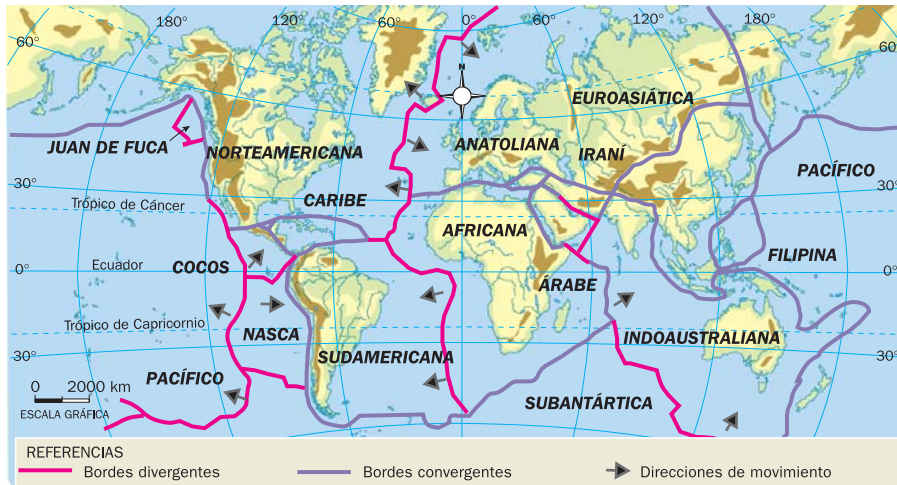 180°
120°
60°
0°
60°
120°
180°
60°
60°
N
EUROASIÁTICA
JUAN DE FUCA
NORTEAMERICANA
ANATOLIANA
IRANÍ
PACÍFICO
30°
30°
CARIBE
Trópico de Cáncer
AFRICANA
COCOS
FILIPINA
Ecuador
0°
0°
ÁRABE
Trópico de Capricornio
NASCA
INDOAUSTRALIANA
SUDAMERICANA
30°
30°
PACÍFICO
0 2000 km
ESCALA GRÁFICA
SUBANTÁRTICA
REFERENCIAS
Bordes divergentes
Bordes convergentes
Direcciones de movimiento